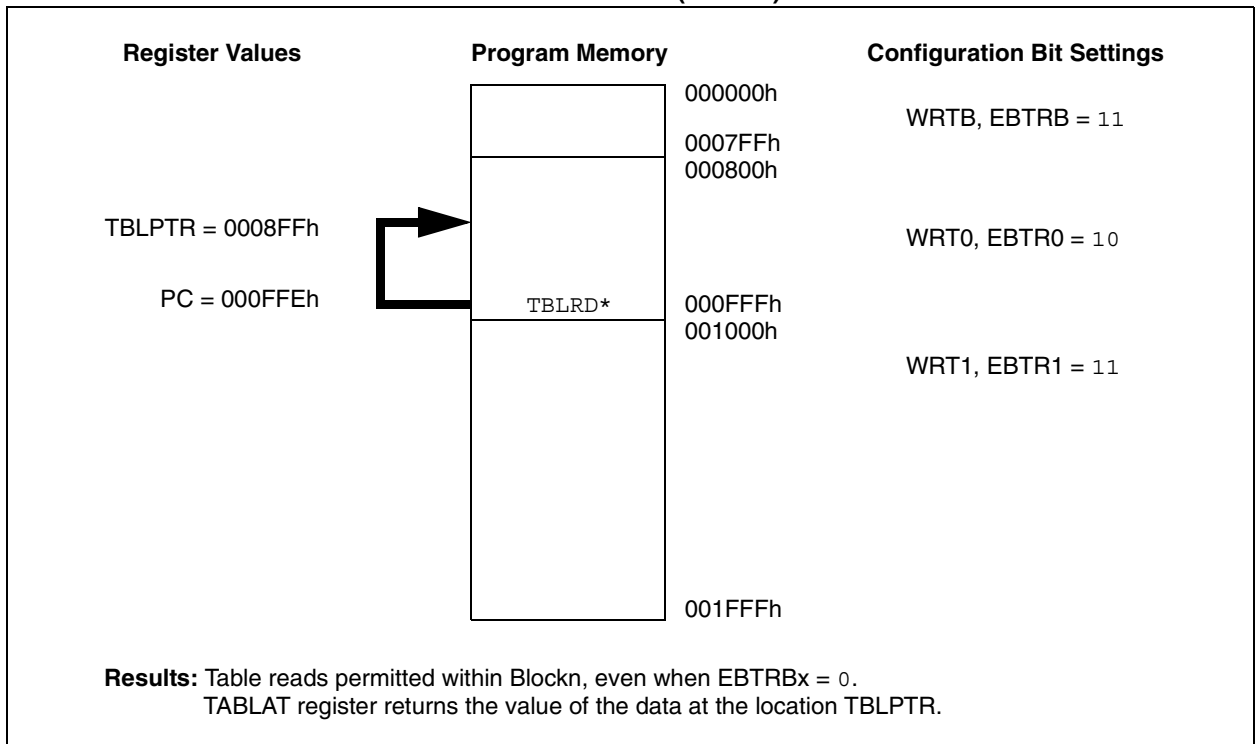 Register Values Program Memory Configuration Bit Settings
000000h
WRTB, EBTRB = 11
0007FFh
000800h
TBLPTR = 0008FFh
WRT0, EBTR0 = 10
PC = 000FFEh TBLRD* 000FFFh
001000h
WRT1, EBTR1 = 11
001FFFh
Results: Table reads permitted within Blockn, even when EBTRBx = 0.
TABLAT register returns the value of the data at the location TBLPTR.